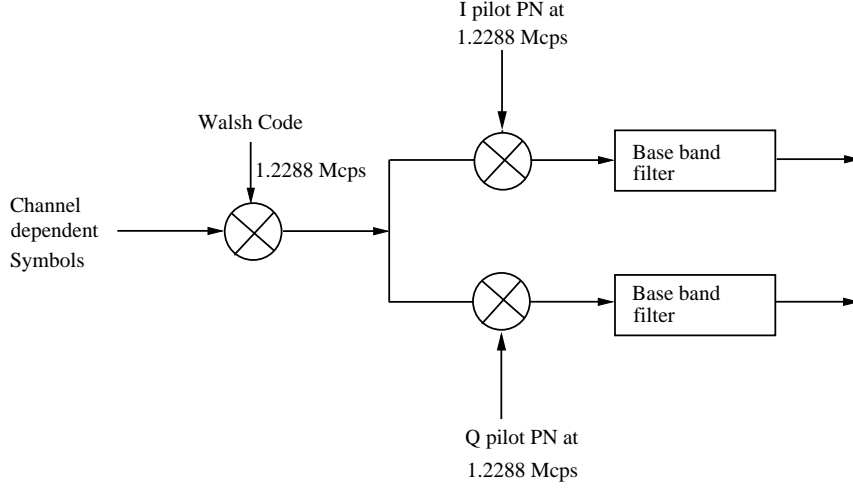 I pilot PN at
1.2288 Mcps
Walsh Code
1.2288 Mcps
Base band
filter
Channel
dependent
Symbols
Base band
filter
Q pilot PN at
1.2288 Mcps